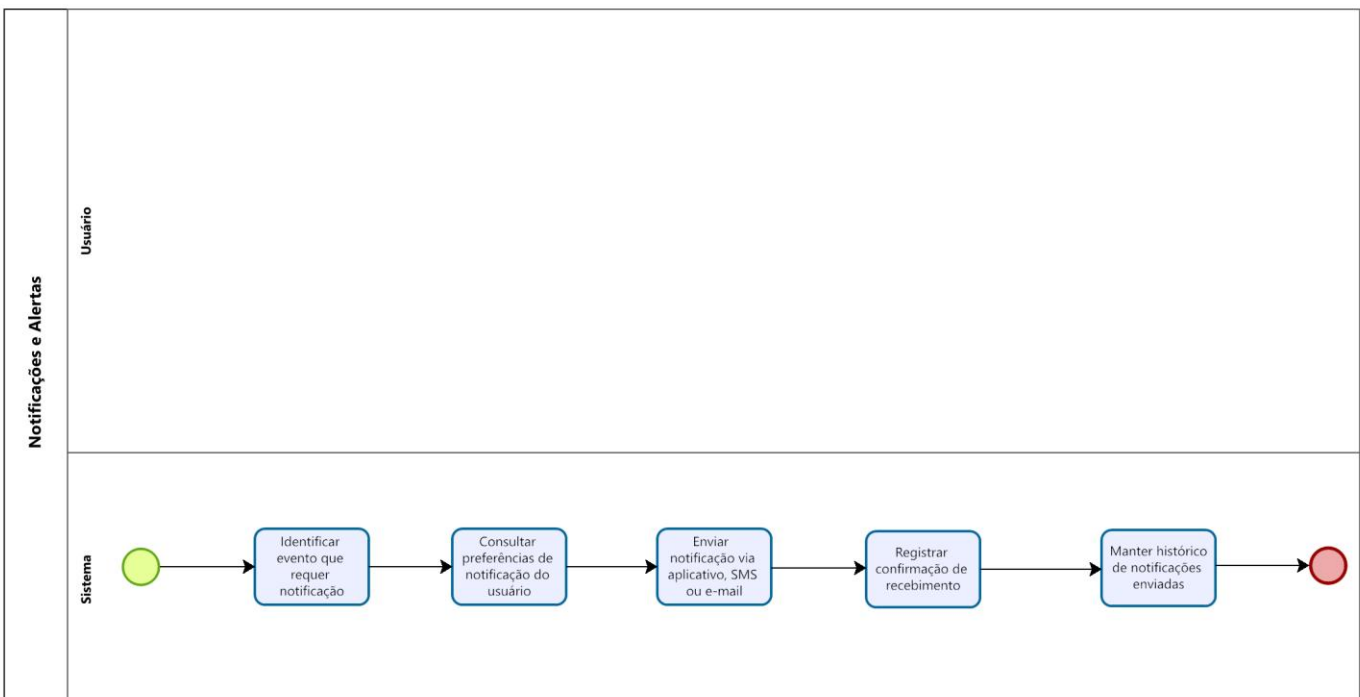 Notificações e Alertas
Usuário
Sistema
Identificar
evento que
requer
notificação
Consultar
preferências de
notificação do
usuário
Enviar
notificação via
aplicativo, SMS
ou e-mail
Registrar
confirmação de
recebimento
Manter histórico
de notificações
enviadas